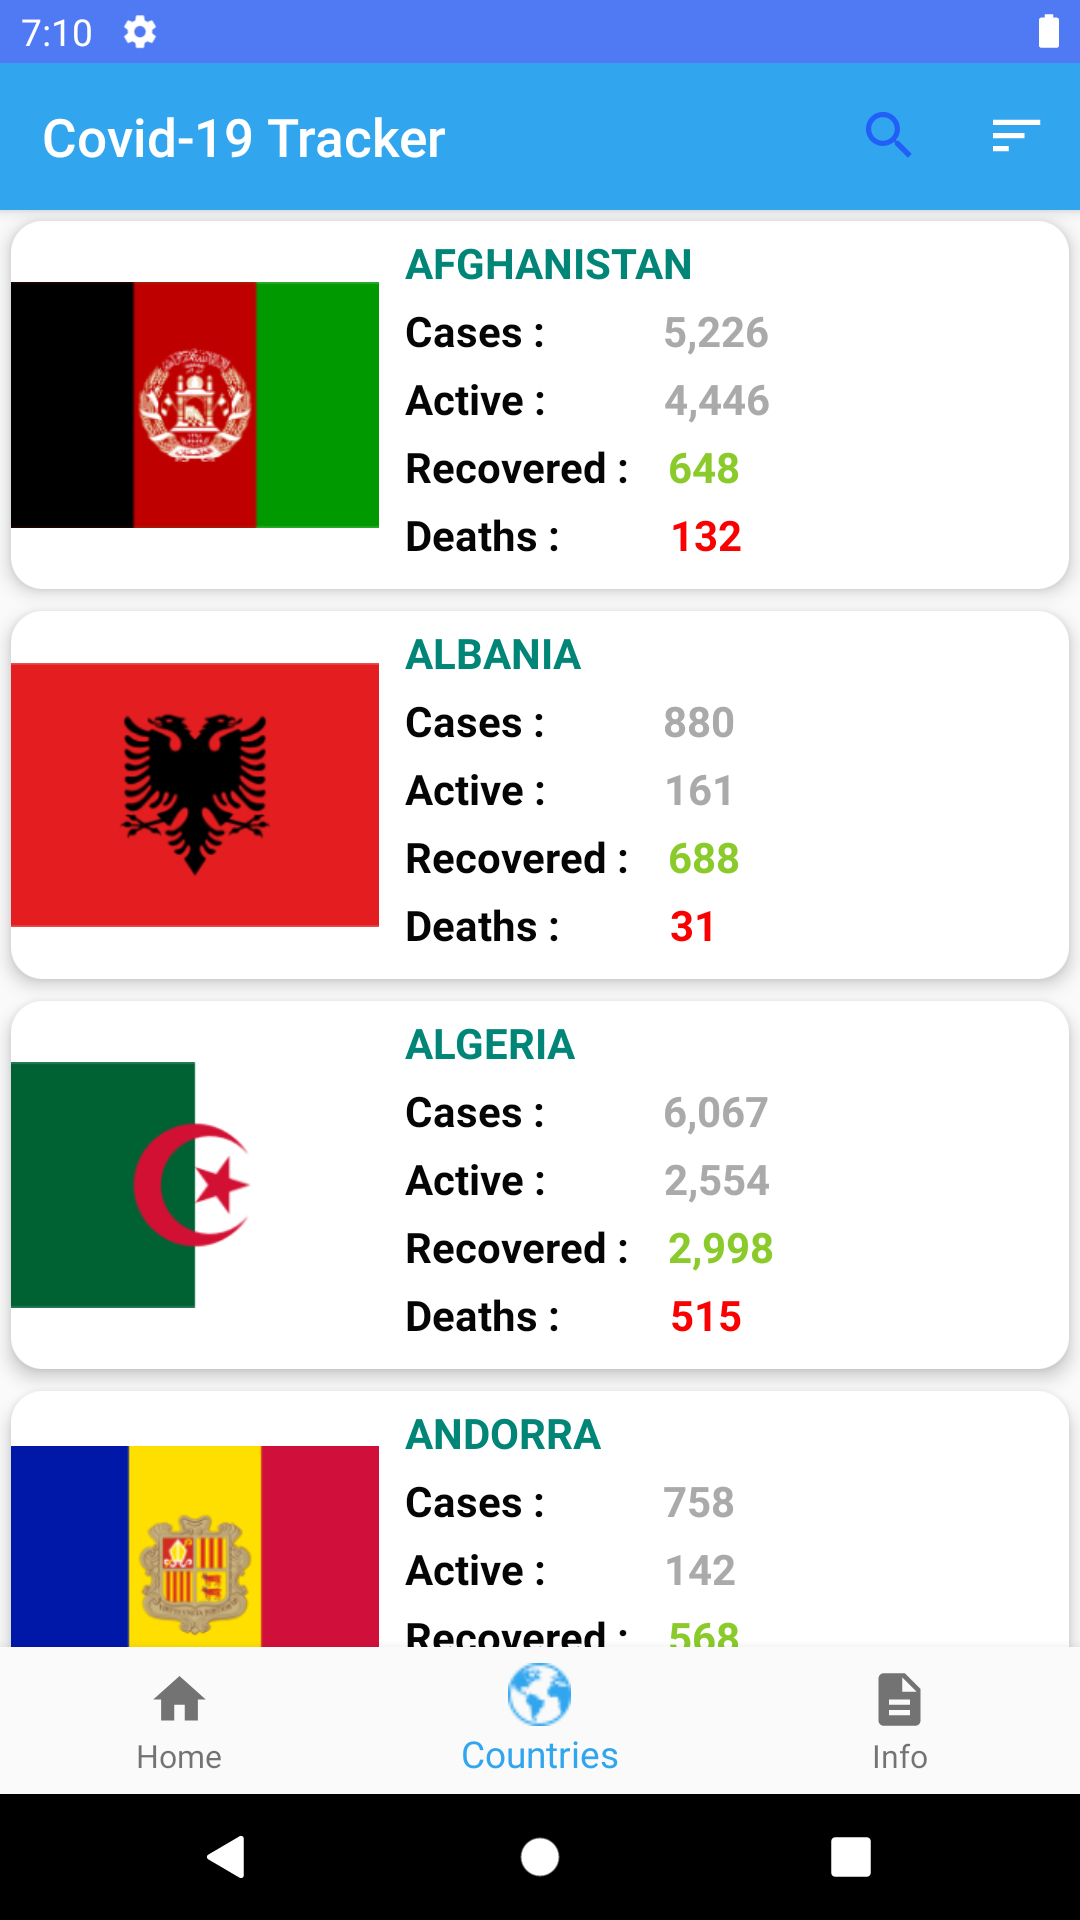 7:10
Covid-19 Tracker
AFGHANISTAN
Cases : 5,226
Active : 4,446
Recovered : 648
Deaths : 132
ALBANIA
Cases : 880
Active : 161
Recovered : 688
Deaths : 31
ALGERIA
Cases : 6,067
Active : 2,554
Recovered : 2,998
Deaths : 515
ANDORRA
Cases : 758
Active : 142
Recovered : 568
Home Countries Info